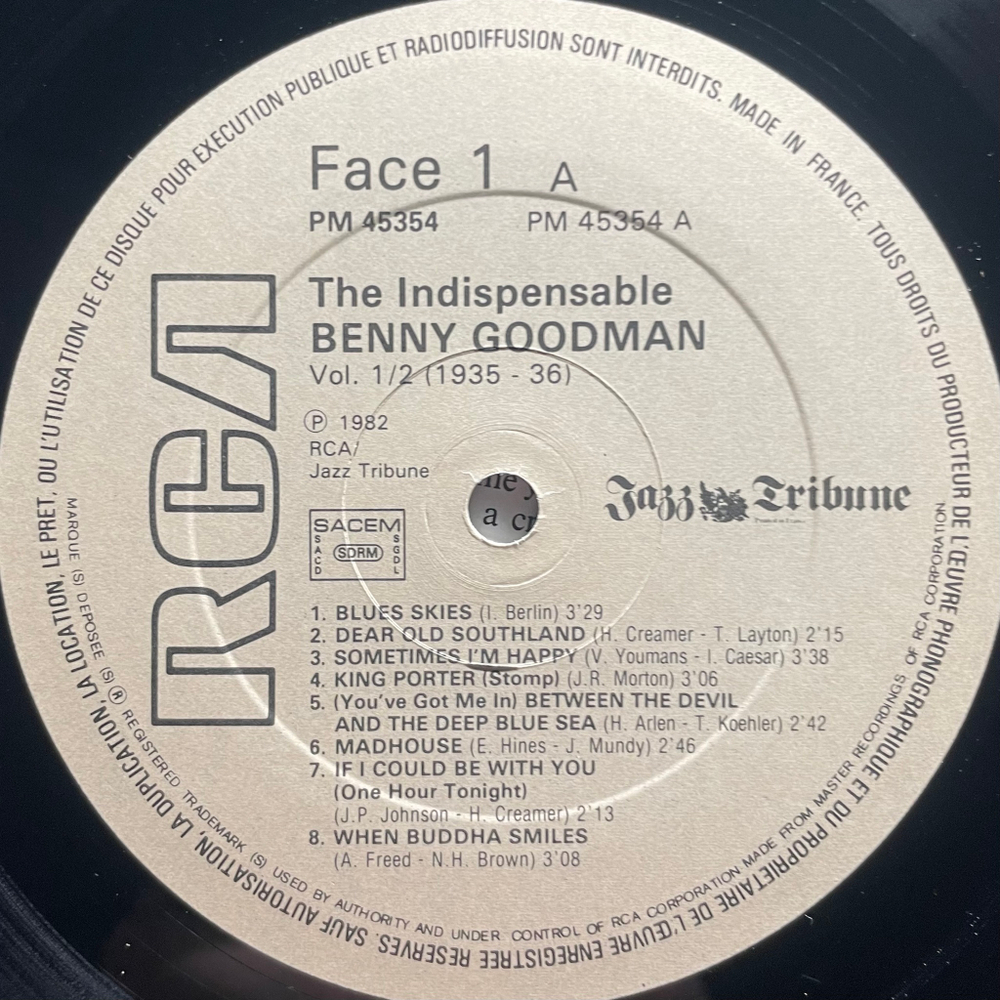 TOUS DROITS DU PRODUCTEUR DE L'ŒUVRE PHONOGRAPHIQUE ET DU PROPRIETAIRE DE L'ŒUVRE ENREGISTREE RESERVES. SAUF AUTORISATION, LA DUPLICATION, LA LOCATION, LE PRET, OU L'UTILISATION DE CE DISQUE POUR EXECUTION PUBLIQUE ET RADIODIFFUSION SONT INTERDITS. MADE IN FRANCE.
Face 1 A
PM 45354 PM 45354 A
RCA
The Indispensable
BENNY GOODMAN
Vol. 1/2 (1935 - 36)
℗ 1982
RCA/
Jazz Tribune
Jazz Tribune
SACEM
SACD SDRM SGDL
me y
a cr
1. BLUES SKIES (I. Berlin) 3'29
2. DEAR OLD SOUTHLAND (H. Creamer - T. Layton) 2'15
3. SOMETIMES I'M HAPPY (V. Youmans - I. Caesar) 3'38
4. KING PORTER (Stomp) (J.R. Morton) 3'06
5. (You've Got Me In) BETWEEN THE DEVIL
AND THE DEEP BLUE SEA (H. Arlen - T. Koehler) 2'42
6. MADHOUSE (E. Hines - J. Mundy) 2'46
7. IF I COULD BE WITH YOU
(One Hour Tonight)
(J.P. Johnson - H. Creamer) 2'13
8. WHEN BUDDHA SMILES
(A. Freed - N.H. Brown) 3'08
MARQUE (S) DEPOSEE (S) ® REGISTERED TRADEMARK (S) USED BY AUTHORITY AND UNDER CONTROL OF RCA CORPORATION MADE FROM MASTER RECORDINGS OF RCA CORPORATION